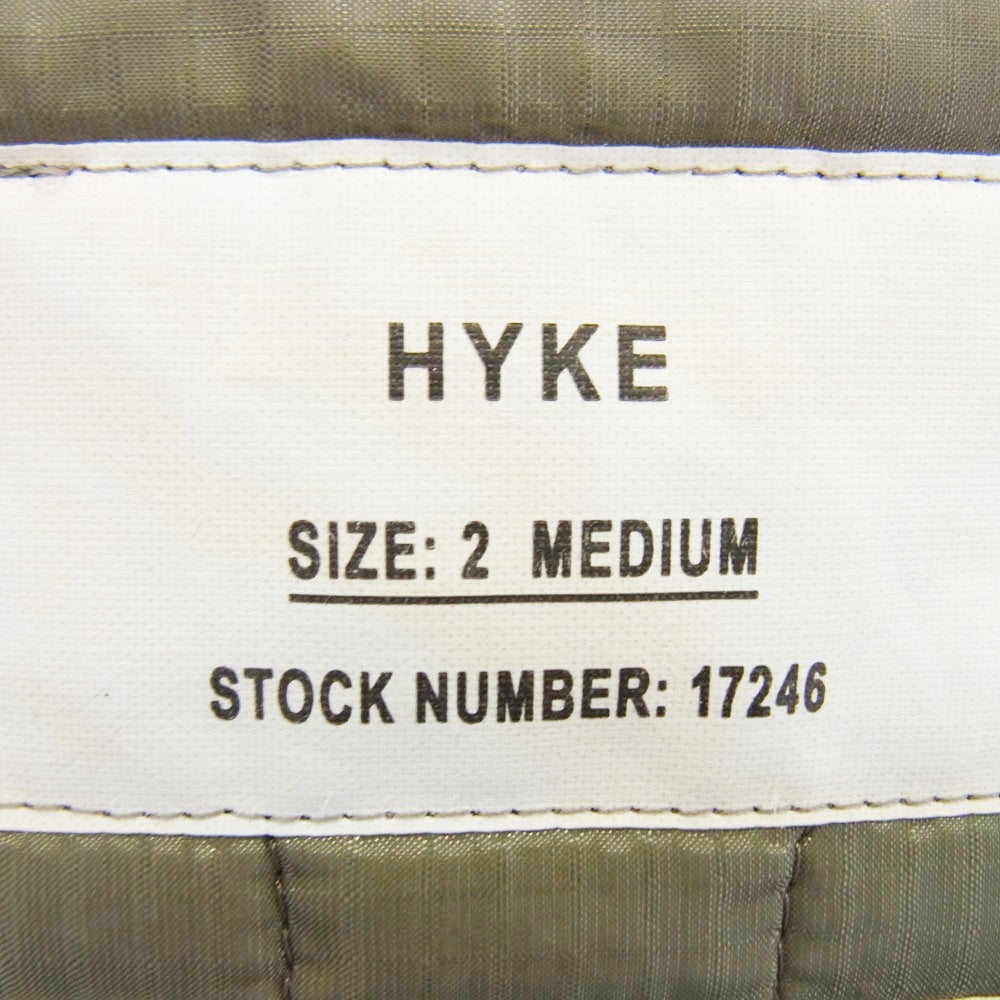 HYKE
SIZE: 2 MEDIUM
STOCK NUMBER: 17246